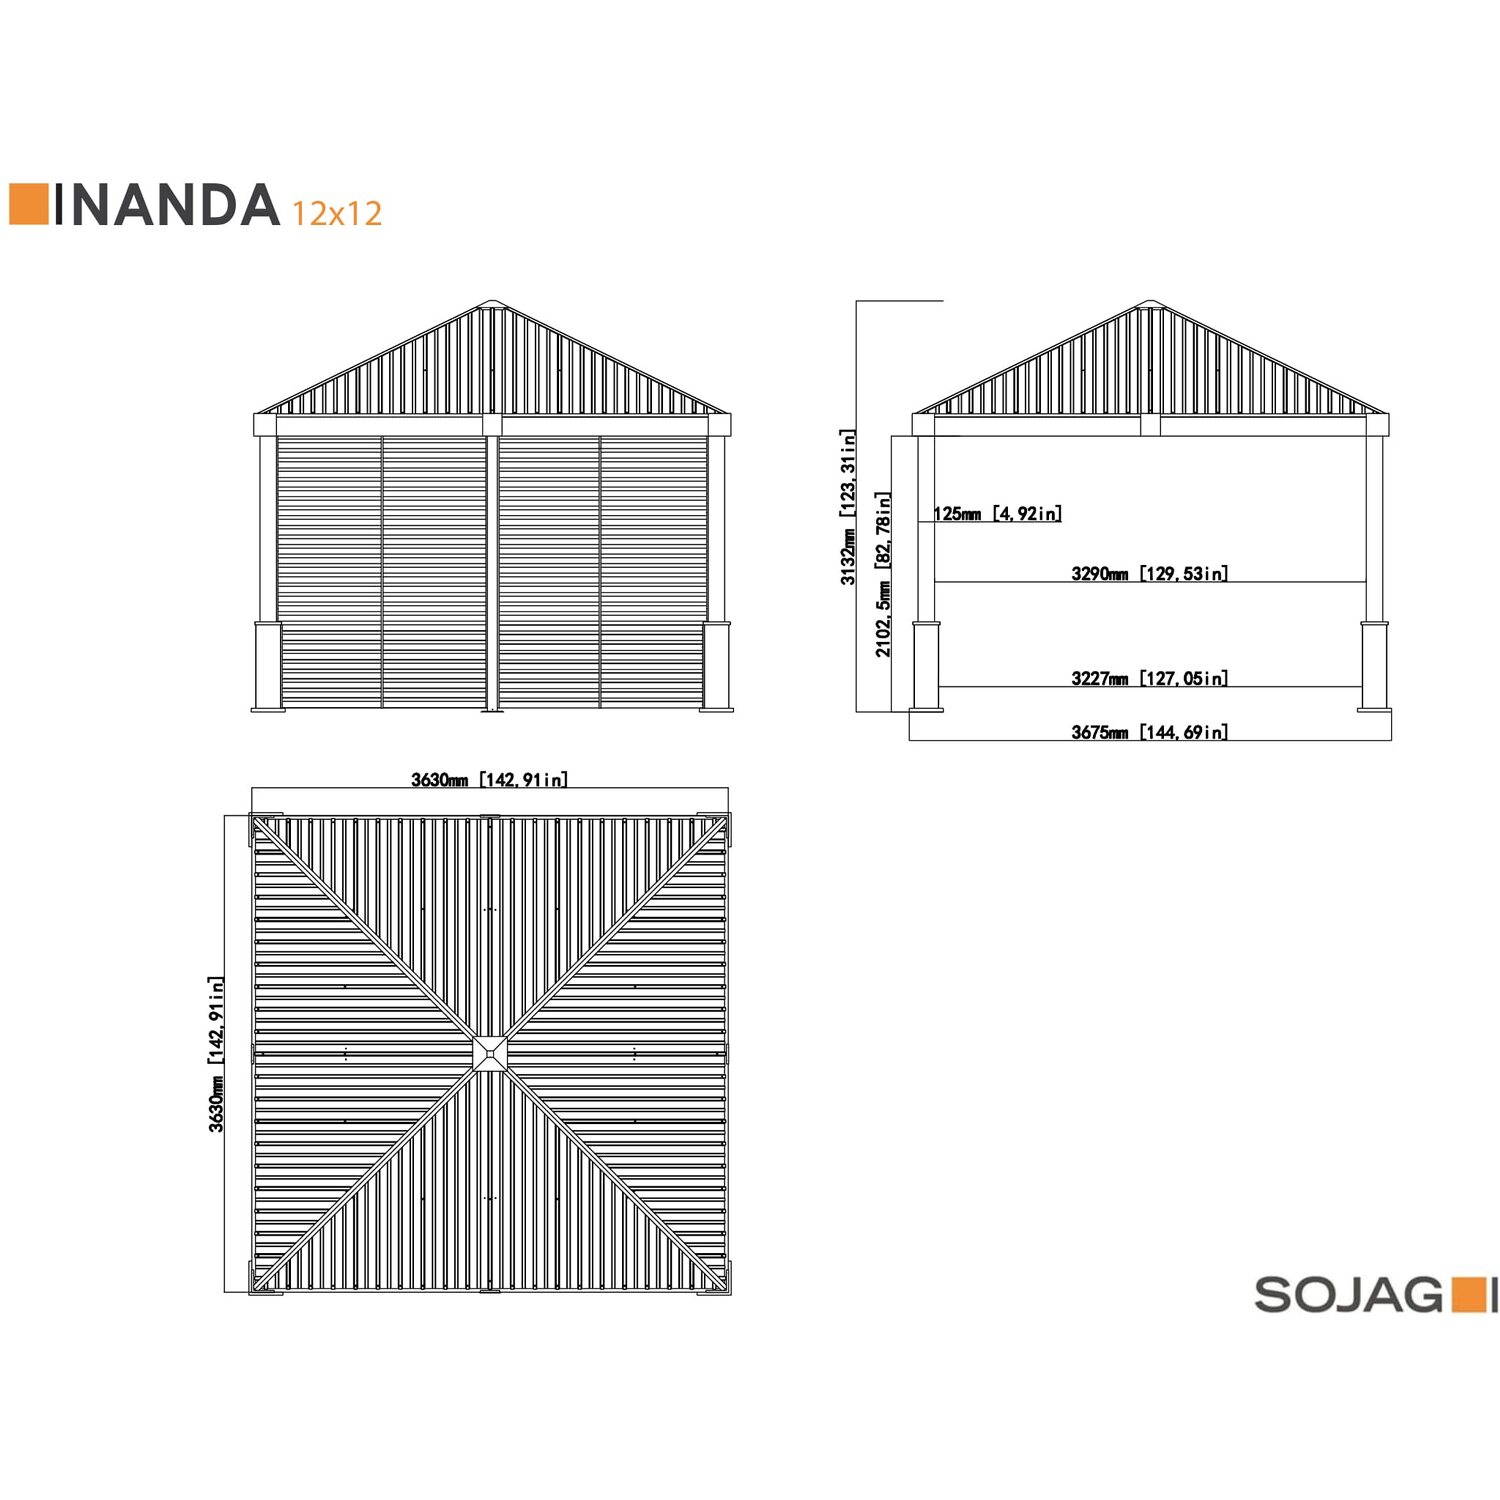 INANDA 12x12
3132mm [123,31in]
2102,5mm [82,78in]
125mm [4,92in]
3290mm [129,53in]
3227mm [127,05in]
3675mm [144,69in]
3630mm [142,91in]
3630mm [142,91in]
SOJAG